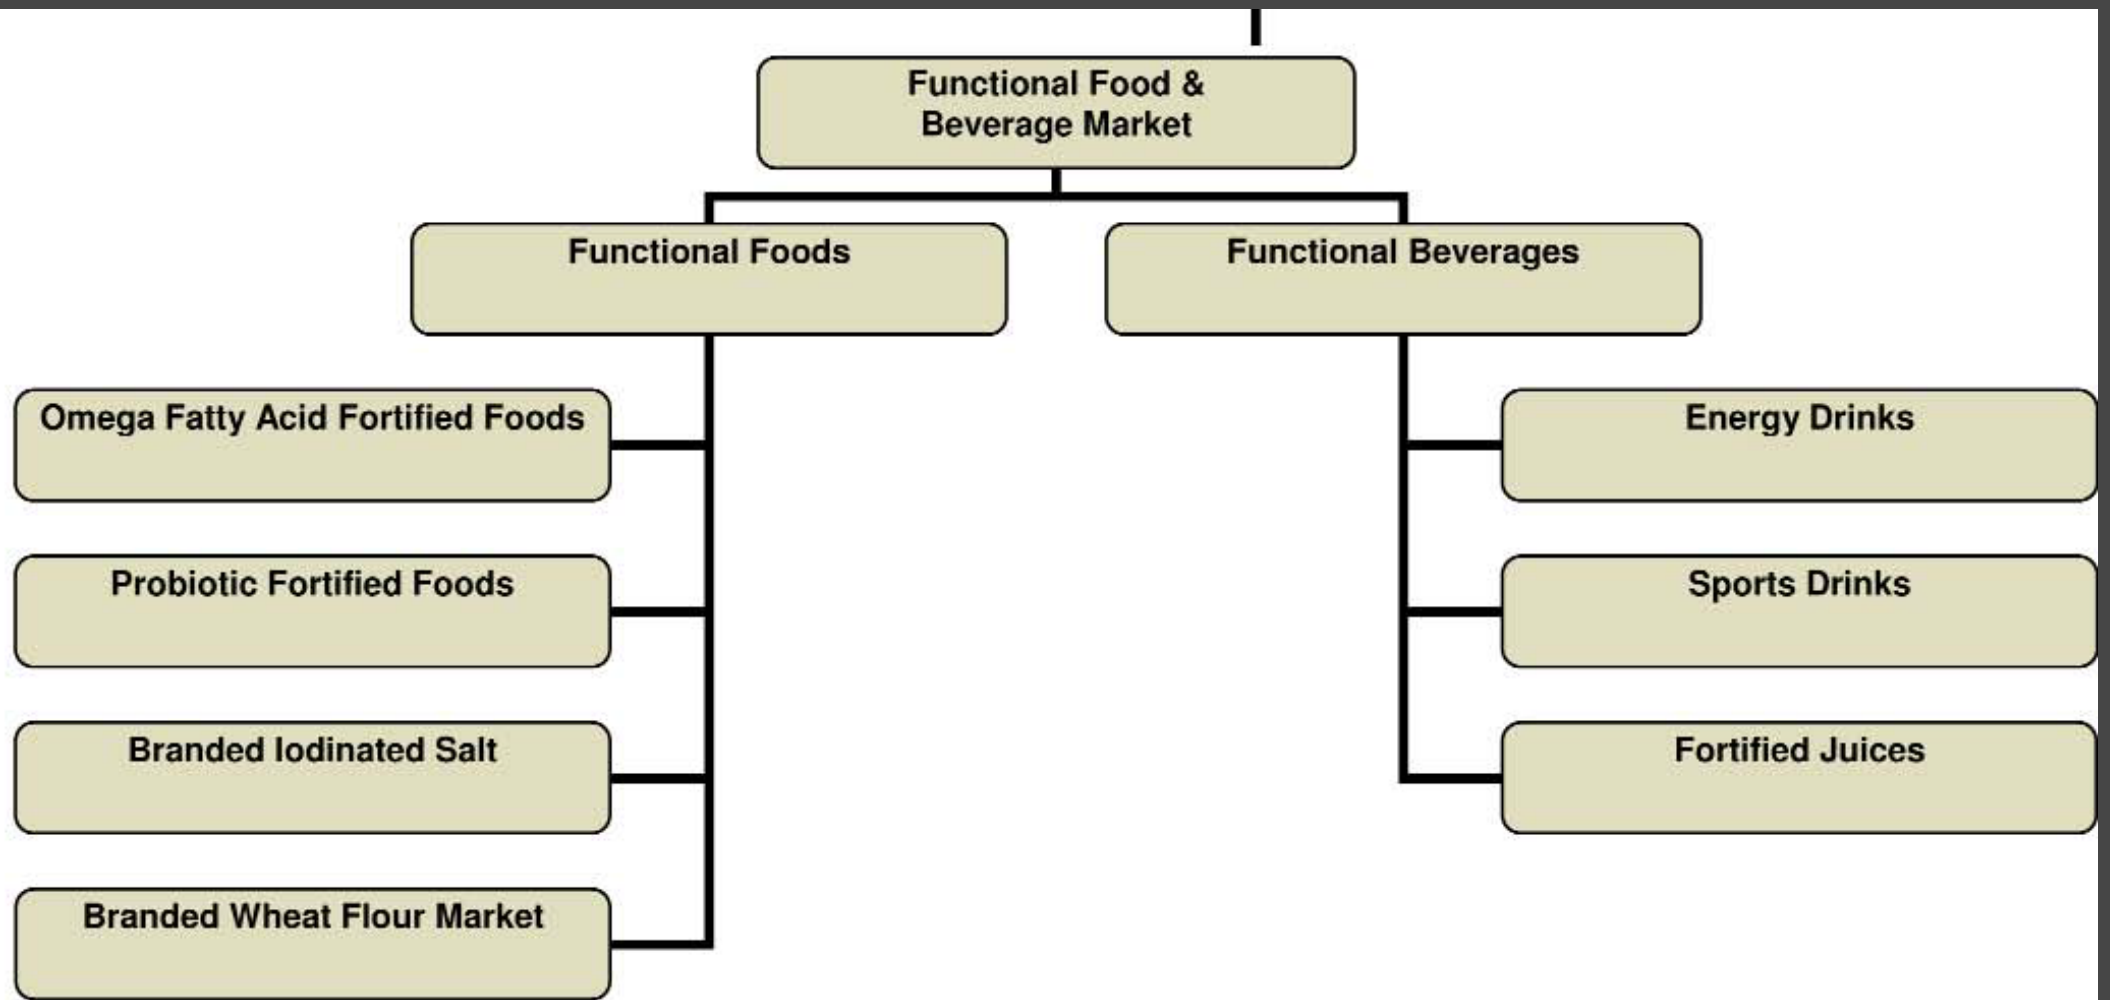 Functional Food &
Beverage Market
Functional Foods
Functional Beverages
Omega Fatty Acid Fortified Foods
Energy Drinks
Probiotic Fortified Foods
Sports Drinks
Branded Iodinated Salt
Fortified Juices
Branded Wheat Flour Market